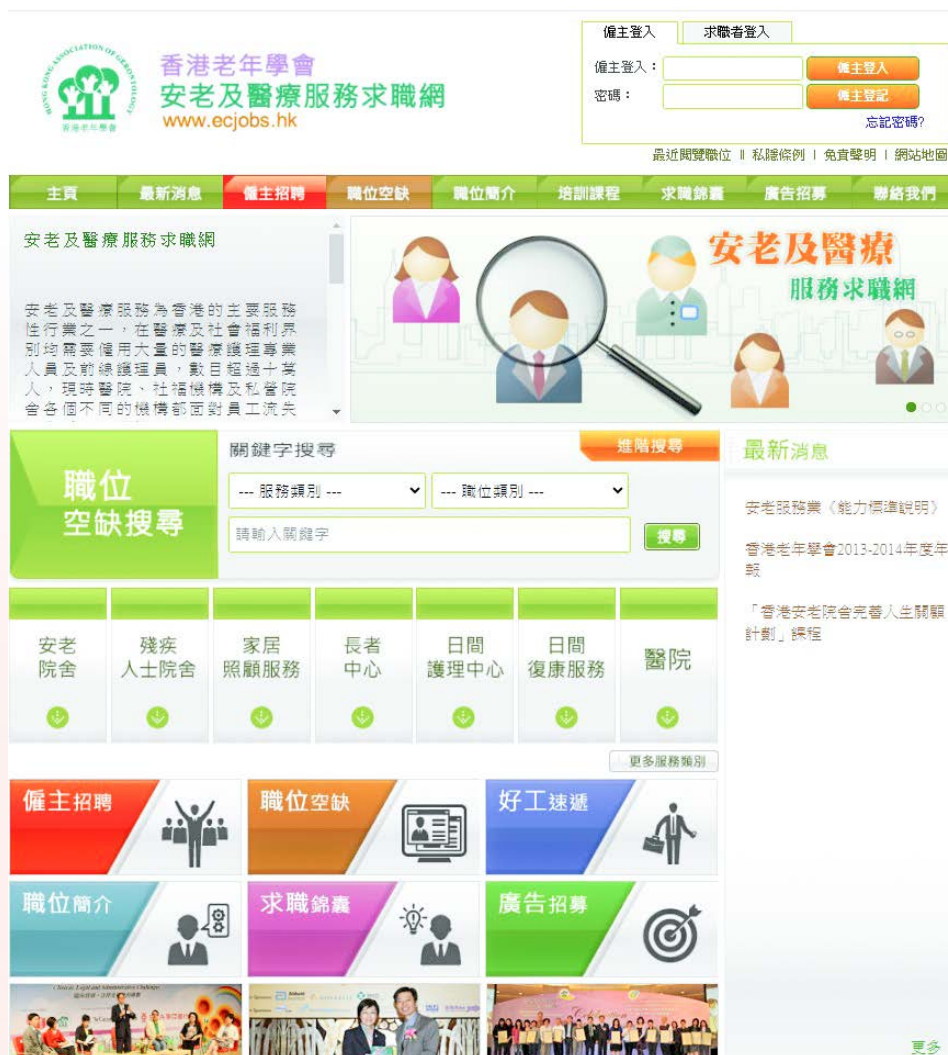 僱主登入 求職者登入
HONG KONG ASSOCIATION OF GERONTOLOGY
香港老年學會
香港老年學會
安老及醫療服務求職網
www.ecjobs.hk
僱主登入： 僱主登入
密碼： 僱主登記
忘記密碼?
最近閱覽職位 || 私隱條例 | 免責聲明 | 網站地圖
主頁 最新消息 僱主招聘 職位空缺 職位簡介 培訓課程 求職錦囊 廣告招募 聯絡我們
安老及醫療服務求職網
安老及醫療服務為香港的主要服務
性行業之一，在醫療及社會福利界
別均需要僱用大量的醫療護理專業
人員及前線護理員，數目超過十萬
人，現時醫院、社福機構及私營院
舍各個不同的機構都面對員工流失
安老及醫療
服務求職網
職位
空缺搜尋
關鍵字搜尋 進階搜尋
--- 服務類別 --- --- 職位類別 ---
請輸入關鍵字 搜尋
最新消息
安老服務業《能力標準說明》
香港老年學會2013-2014年度年
報
「香港安老院舍完善人生關顧
計劃」課程
安老
院舍
殘疾
人士院舍
家居
照顧服務
長者
中心
日間
護理中心
日間
復康服務
醫院
更多服務類別
僱主招聘 職位空缺 好工速遞
職位簡介 求職錦囊 廣告招募
更多